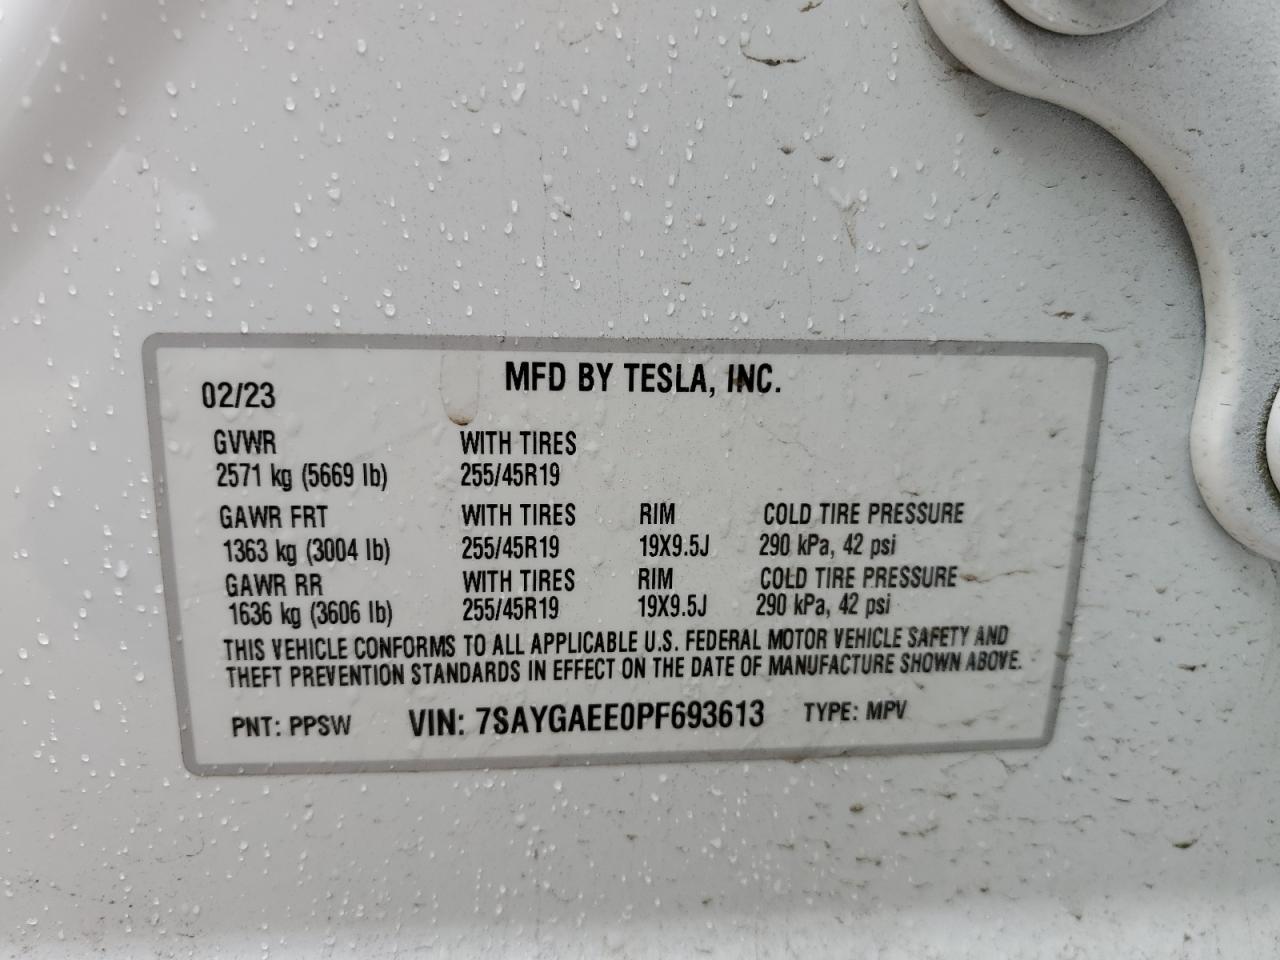 MFD BY TESLA, INC.
02/23
GVWR WITH TIRES
2571 kg (5669 lb) 255/45R19
GAWR FRT WITH TIRES RIM COLD TIRE PRESSURE
1363 kg (3004 lb) 255/45R19 19X9.5J 290 kPa, 42 psi
GAWR RR WITH TIRES RIM COLD TIRE PRESSURE
1636 kg (3606 lb) 255/45R19 19X9.5J 290 kPa, 42 psi
THIS VEHICLE CONFORMS TO ALL APPLICABLE U.S. FEDERAL MOTOR VEHICLE SAFETY AND
THEFT PREVENTION STANDARDS IN EFFECT ON THE DATE OF MANUFACTURE SHOWN ABOVE.
PNT: PPSW VIN: 7SAYGAEE0PF693613 TYPE: MPV